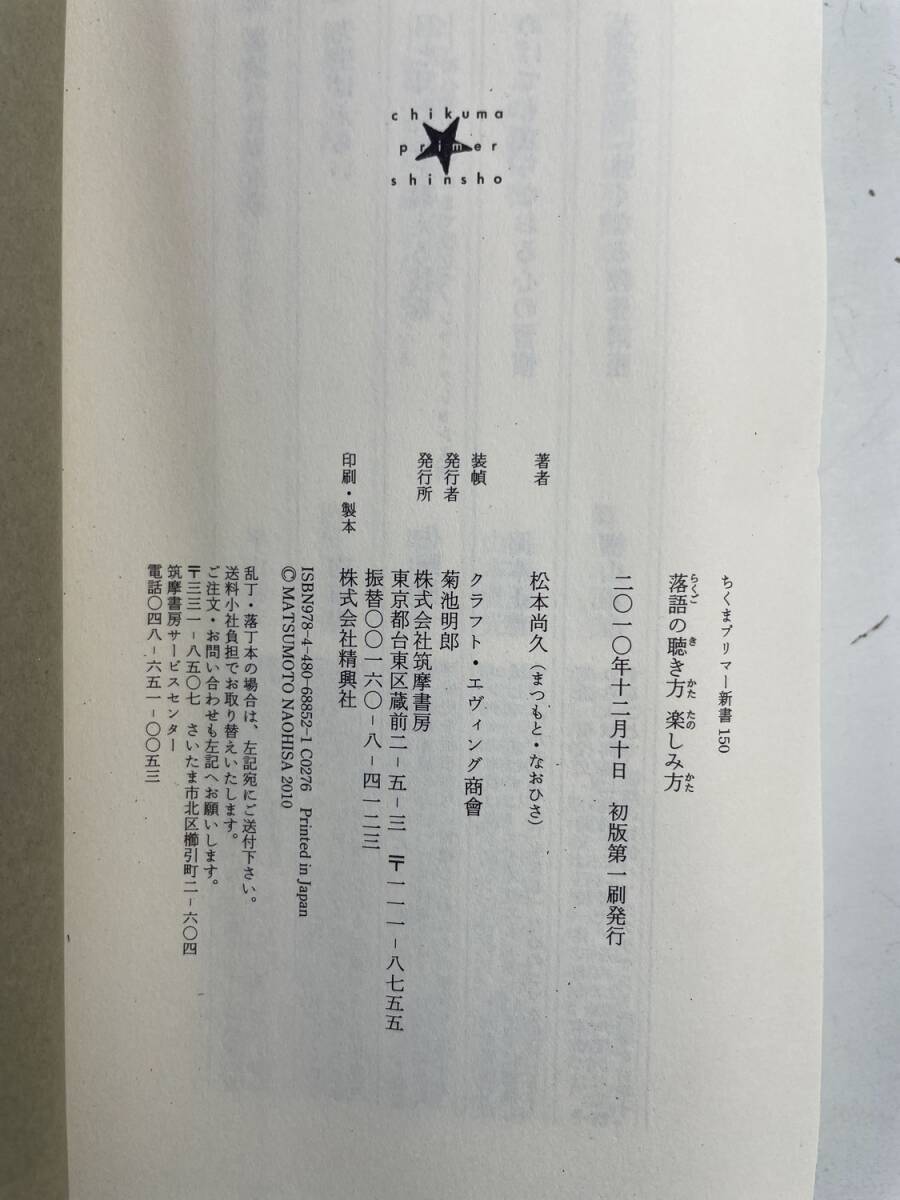 chikuma
primer
shinsho
ちくまプリマー新書 150
落語の聴き方 楽しみ方
二〇一〇年十二月十日 初版第一刷発行
著者 松本尚久（まつもと・なおひさ）
装幀 クラフト・エヴィング商會
発行者 菊池明郎
発行所 株式会社筑摩書房
東京都台東区蔵前二-五-三 〒一一一-八七五五
振替〇〇一六〇-八-四一二三
印刷・製本 株式会社精興社
ISBN978-4-480-68852-1 C0276 Printed in Japan
© MATSUMOTO NAOHISA 2010
乱丁・落丁本の場合は、左記宛にご送付下さい。
送料小社負担でお取り替えいたします。
ご注文・お問い合わせも左記へお願いします。
〒三三一-八五〇七 さいたま市北区櫛引町二-六〇四
筑摩書房サービスセンター
電話〇四八-六五一-〇〇五三